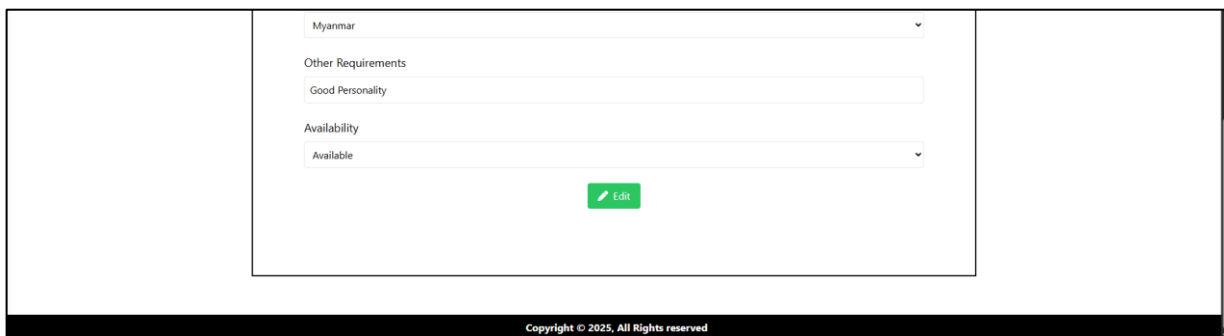 Myanmar
Other Requirements
Good Personality
Availability
Available
Edit
Copyright © 2025, All Rights reserved